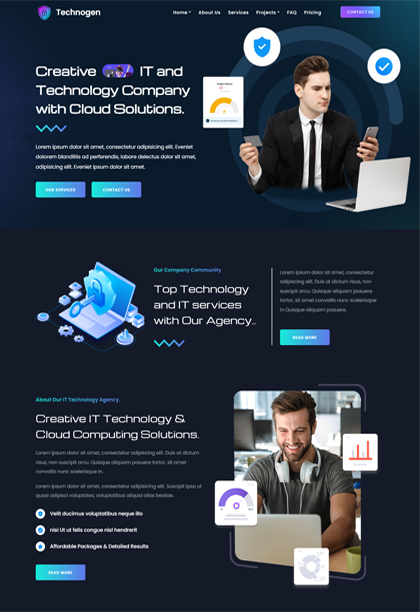 Technogen
Home
About Us
Services
Projects
FAQ
Pricing
CONTACT US
Creative IT and
Technology Company
with Cloud Solutions.
Lorem ipsum dolor sit amet, consectetur adipisicing elit. Eveniet
dolorem blanditiis ad perferendis, labore delectus dolor sit amet,
adipisicing elit. Eveniet ipsum dolor sit amet.
OUR SERVICES
CONTACT US
Our Company Community
Top Technology
and IT services
with Our Agency..
Lorem ipsum dolor sit amet, consectetur
adipiscing elit. Duis at dictum risus, non
suscipit arcu. Quisque aliquam posuere
tortor, sit amet convallis nunc scelerisque
in Quisque aliquam posuere.
READ MORE
About Our IT Technology Agency.
Creative IT Technology &
Cloud Computing Solutions.
Lorem ipsum dolor sit amet, consectetur adipiscing elit. Duis at dictum
risus, non suscipit arcu. Quisque aliquam posuere tortor, sit amet
convallis nunc scelerisque in.
Lorem ipsum dolor sit amet, consectetur adipisicing elit. Suscipit ipsa ut
quasi adipisci voluptates, voluptatibus aliquid alias beatae.
Velit ducimus voluptatibus neque illo
nisi Ut ut felis congue nisl hendrerit
Affordable Packages & Detailed Results
READ MORE